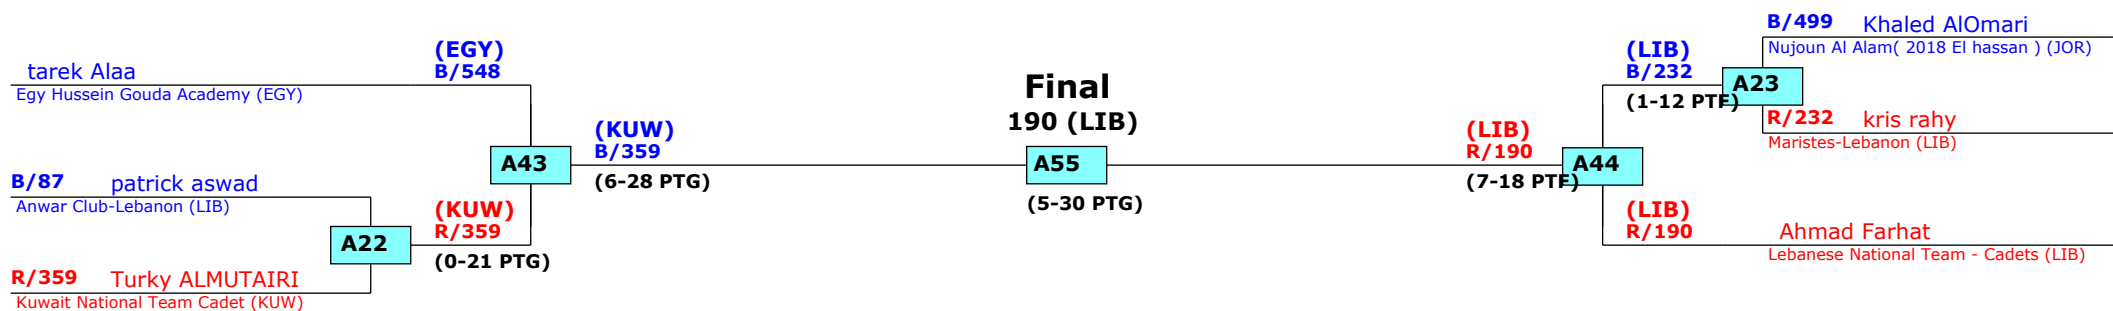 (EGY)
B/548
tarek Alaa
Egy Hussein Gouda Academy (EGY)
B/87 patrick aswad
Anwar Club-Lebanon (LIB)
A22
R/359 Turky ALMUTAIRI
Kuwait National Team Cadet (KUW)
(KUW)
R/359
(0-21 PTG)
A43
(KUW)
B/359
(6-28 PTG)
Final
190 (LIB)
A55
(5-30 PTG)
(LIB)
R/190
(7-18 PTF)
A44
(LIB)
B/232
(1-12 PTF)
A23
B/499 Khaled AlOmari
Nujoun Al Alam( 2018 El hassan ) (JOR)
R/232 kris rahy
Maristes-Lebanon (LIB)
(LIB)
R/190
Ahmad Farhat
Lebanese National Team - Cadets (LIB)